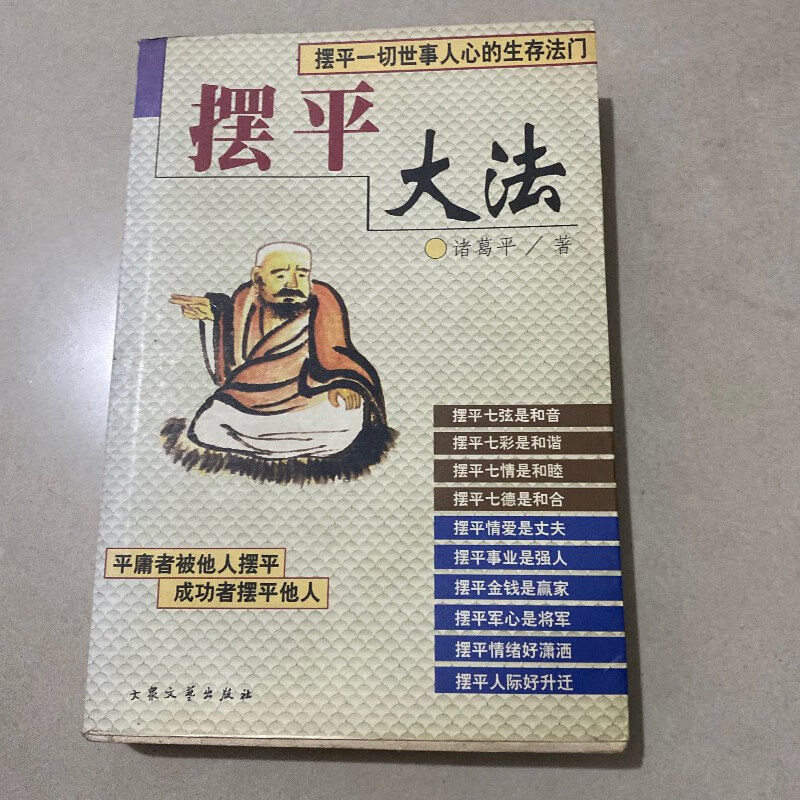 摆平一切世事人心的生存法门
摆平
大法
诸葛平／著
摆平七弦是和音
摆平七彩是和谐
摆平七情是和睦
摆平七德是和合
摆平情爱是丈夫
摆平事业是强人
摆平金钱是赢家
摆平军心是将军
摆平情绪好潇洒
摆平人际好升迁
平庸者被他人摆平
成功者摆平他人
大众文艺出版社